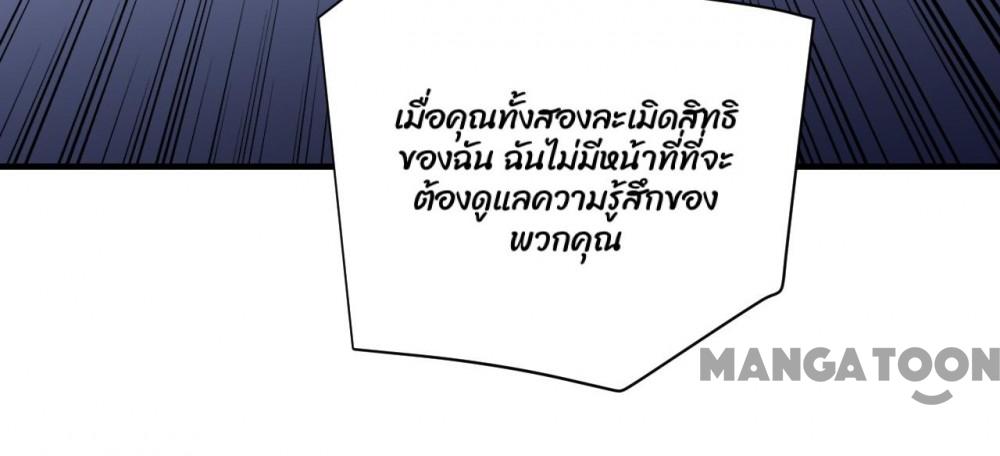 เมื่อคุณทั้งสองละเมิดสิทธิ
ของฉัน ฉันไม่มีหน้าที่ที่จะ
ต้องดูแลความรู้สึกของ
พวกคุณ
MANGATOON